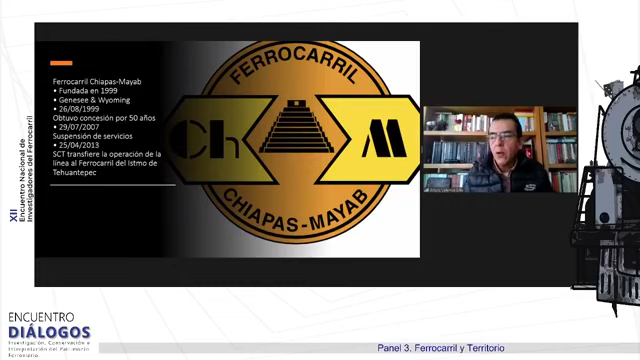 Ferrocarril Chiapas-Mayab
• Fundada en 1999
• Genesee & Wyoming
• 26/08/1999
Obtuvo concesión por 50 años
• 29/07/2007
Suspensión de servicios
• 25/04/2013
SCT transfiere la operación de la
línea al Ferrocarril del Istmo de
Tehuantepec
FERROCARRIL
Ch M
CHIAPAS-MAYAB
XII
Encuentro Nacional de
Investigadores del Ferrocarril
ENCUENTRO
DIÁLOGOS
Investigación, Conservación e
Interpretación del Patrimonio
Ferroviario
Panel 3. Ferrocarril y Territorio